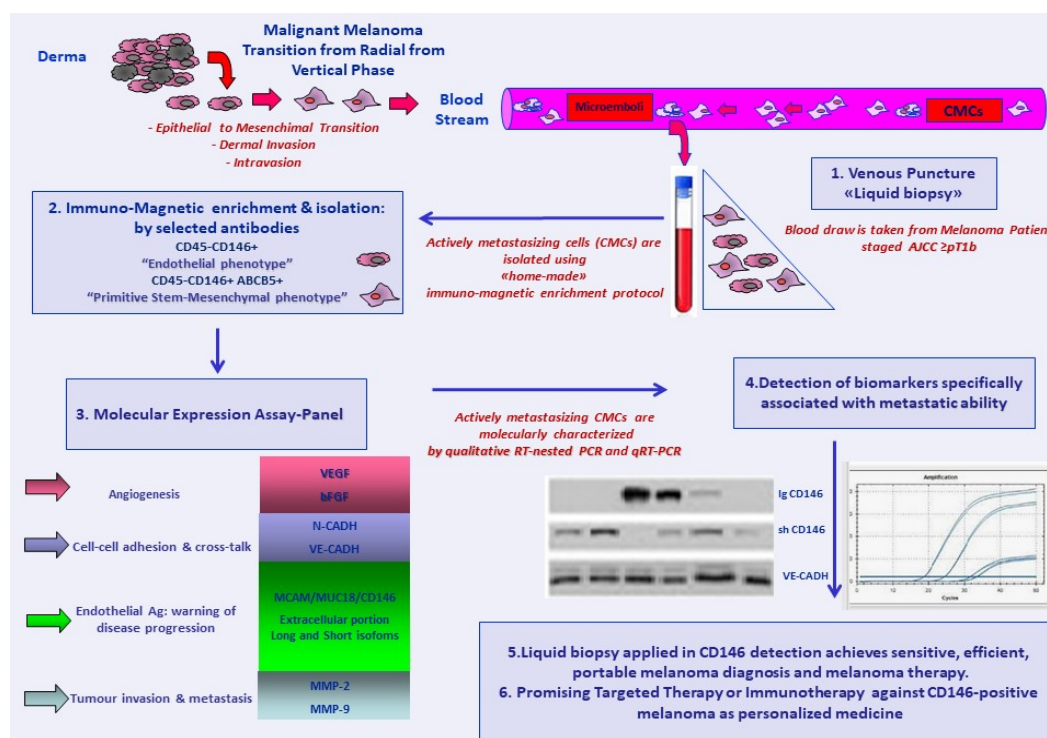 Derma
Malignant Melanoma
Transition from Radial from
Vertical Phase
- Epithelial to Mesenchimal Transition
- Dermal Invasion
- Intravasion
Blood
Stream
Microemboli
CMCs
1. Venous Puncture
«Liquid biopsy»
Blood draw is taken from Melanoma Patien
staged AJCC ≥pT1b
2. Immuno-Magnetic enrichment & isolation:
by selected antibodies
CD45-CD146+
"Endothelial phenotype"
CD45-CD146+ ABCB5+
"Primitive Stem-Mesenchymal phenotype"
Actively metastasizing cells (CMCs) are
isolated using
«home-made»
immuno-magnetic enrichment protocol
3. Molecular Expression Assay-Panel
Actively metastasizing CMCs are
molecularly characterized
by qualitative RT-nested PCR and qRT-PCR
4.Detection of biomarkers specifically
associated with metastatic ability
Angiogenesis
VEGF
bFGF
Cell-cell adhesion & cross-talk
N-CADH
VE-CADH
Endothelial Ag: warning of
disease progression
MCAM/MUC18/CD146
Extracellular portion
Long and Short isofoms
Tumour invasion & metastasis
MMP-2
MMP-9
lg CD146
sh CD146
VE-CADH
Amplification
0 10 20 30 40 50
Cycles
5.Liquid biopsy applied in CD146 detection achieves sensitive, efficient,
portable melanoma diagnosis and melanoma therapy.
6. Promising Targeted Therapy or Immunotherapy against CD146-positive
melanoma as personalized medicine